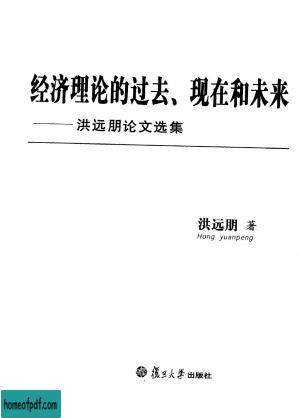 经济理论的过去、现在和未来
——洪远朋论文选集
洪远朋 著
Hong yuanpeng
复旦大学出版社
homeofpdf.com